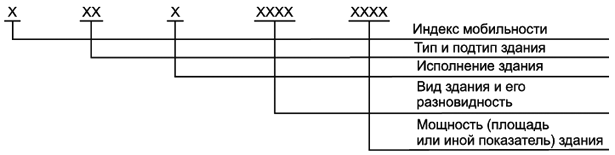 X XX X XXXX XXXX
Индекс мобильности
Тип и подтип здания
Исполнение здания
Вид здания и его
разновидность
Мощность (площадь
или иной показатель) здания